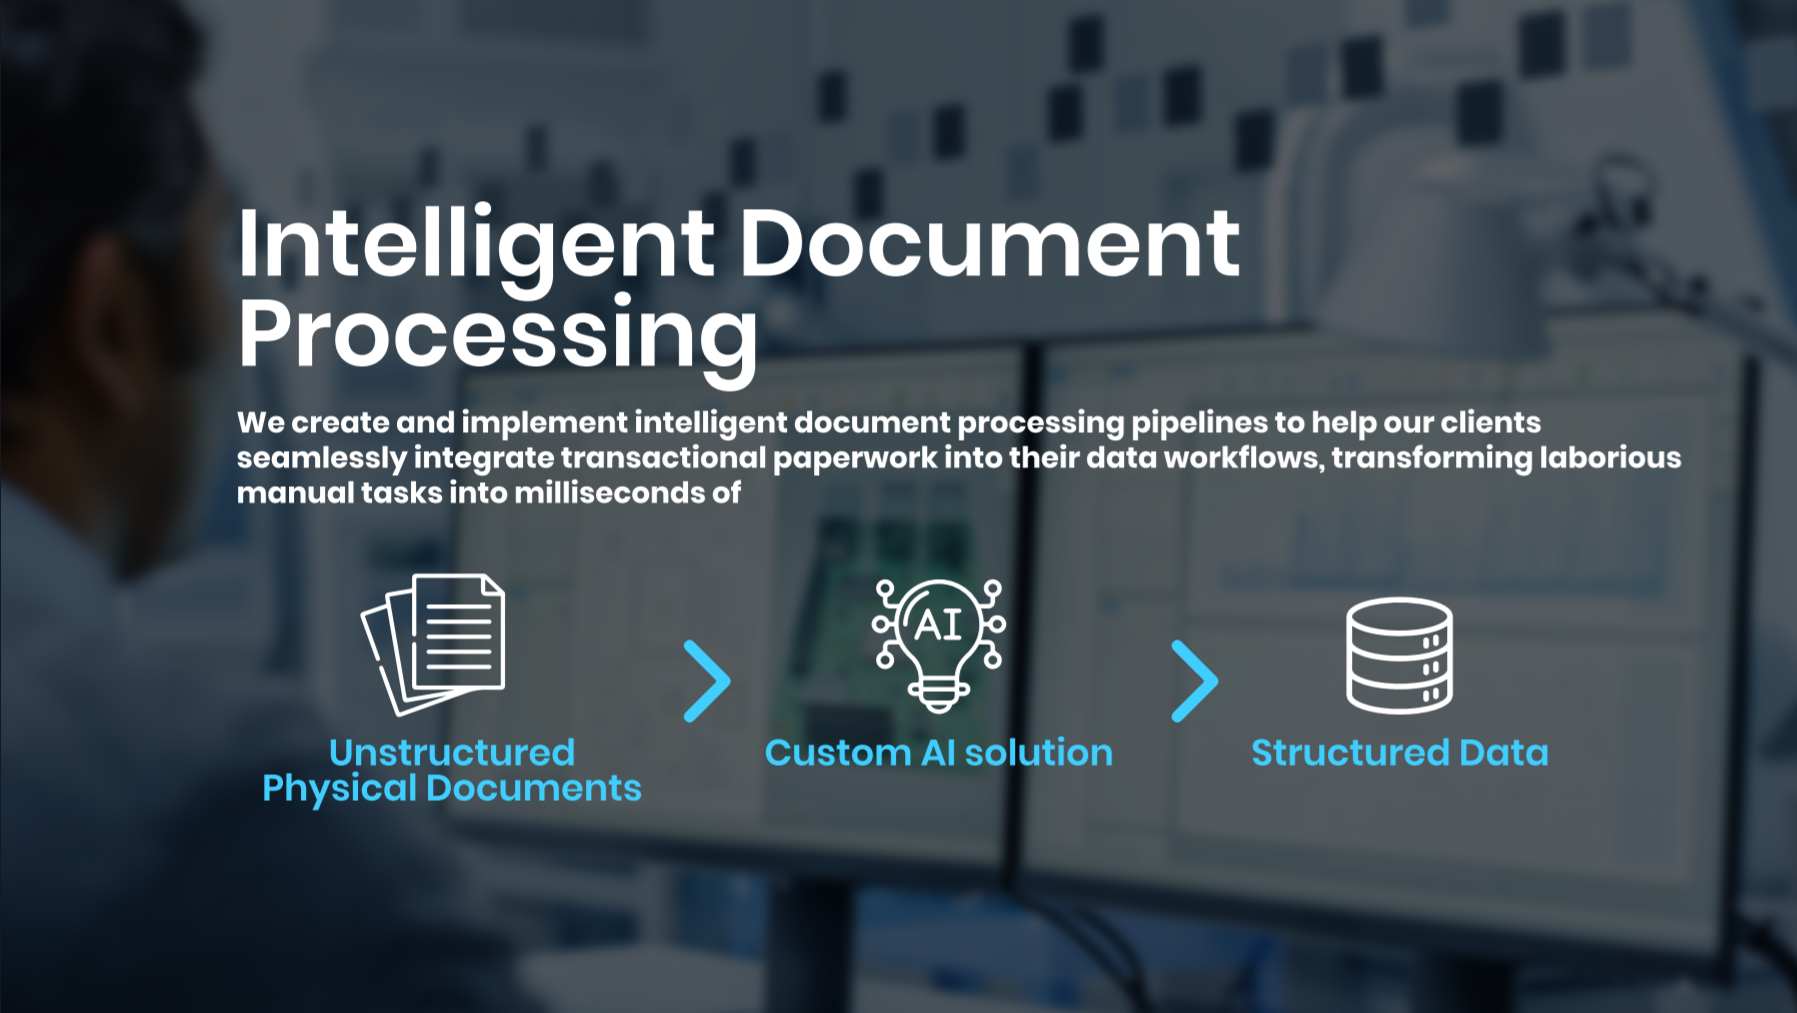 Intelligent Document
Processing
We create and implement intelligent document processing pipelines to help our clients
seamlessly integrate transactional paperwork into their data workflows, transforming laborious
manual tasks into milliseconds of
AI
Unstructured
Physical Documents
Custom AI solution
Structured Data